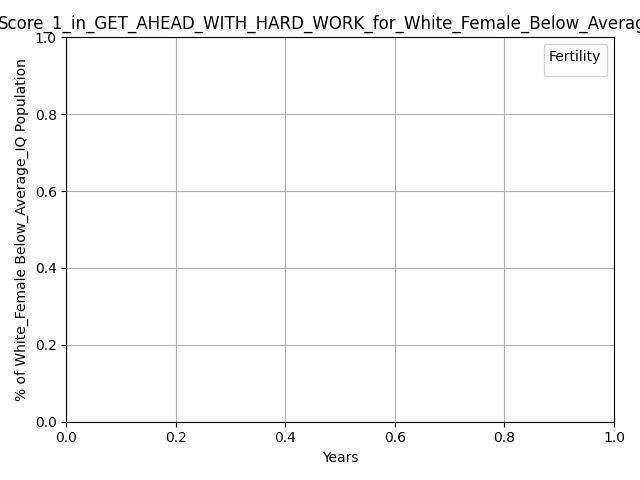 Score_1_in_GET_AHEAD_WITH_HARD_WORK_for_White_Female_Below_Averag
Fertility
% of White_Female Below_Average_IQ Population
1.0
0.8
0.6
0.4
0.2
0.0
0.0 0.2 0.4 0.6 0.8 1.0
Years